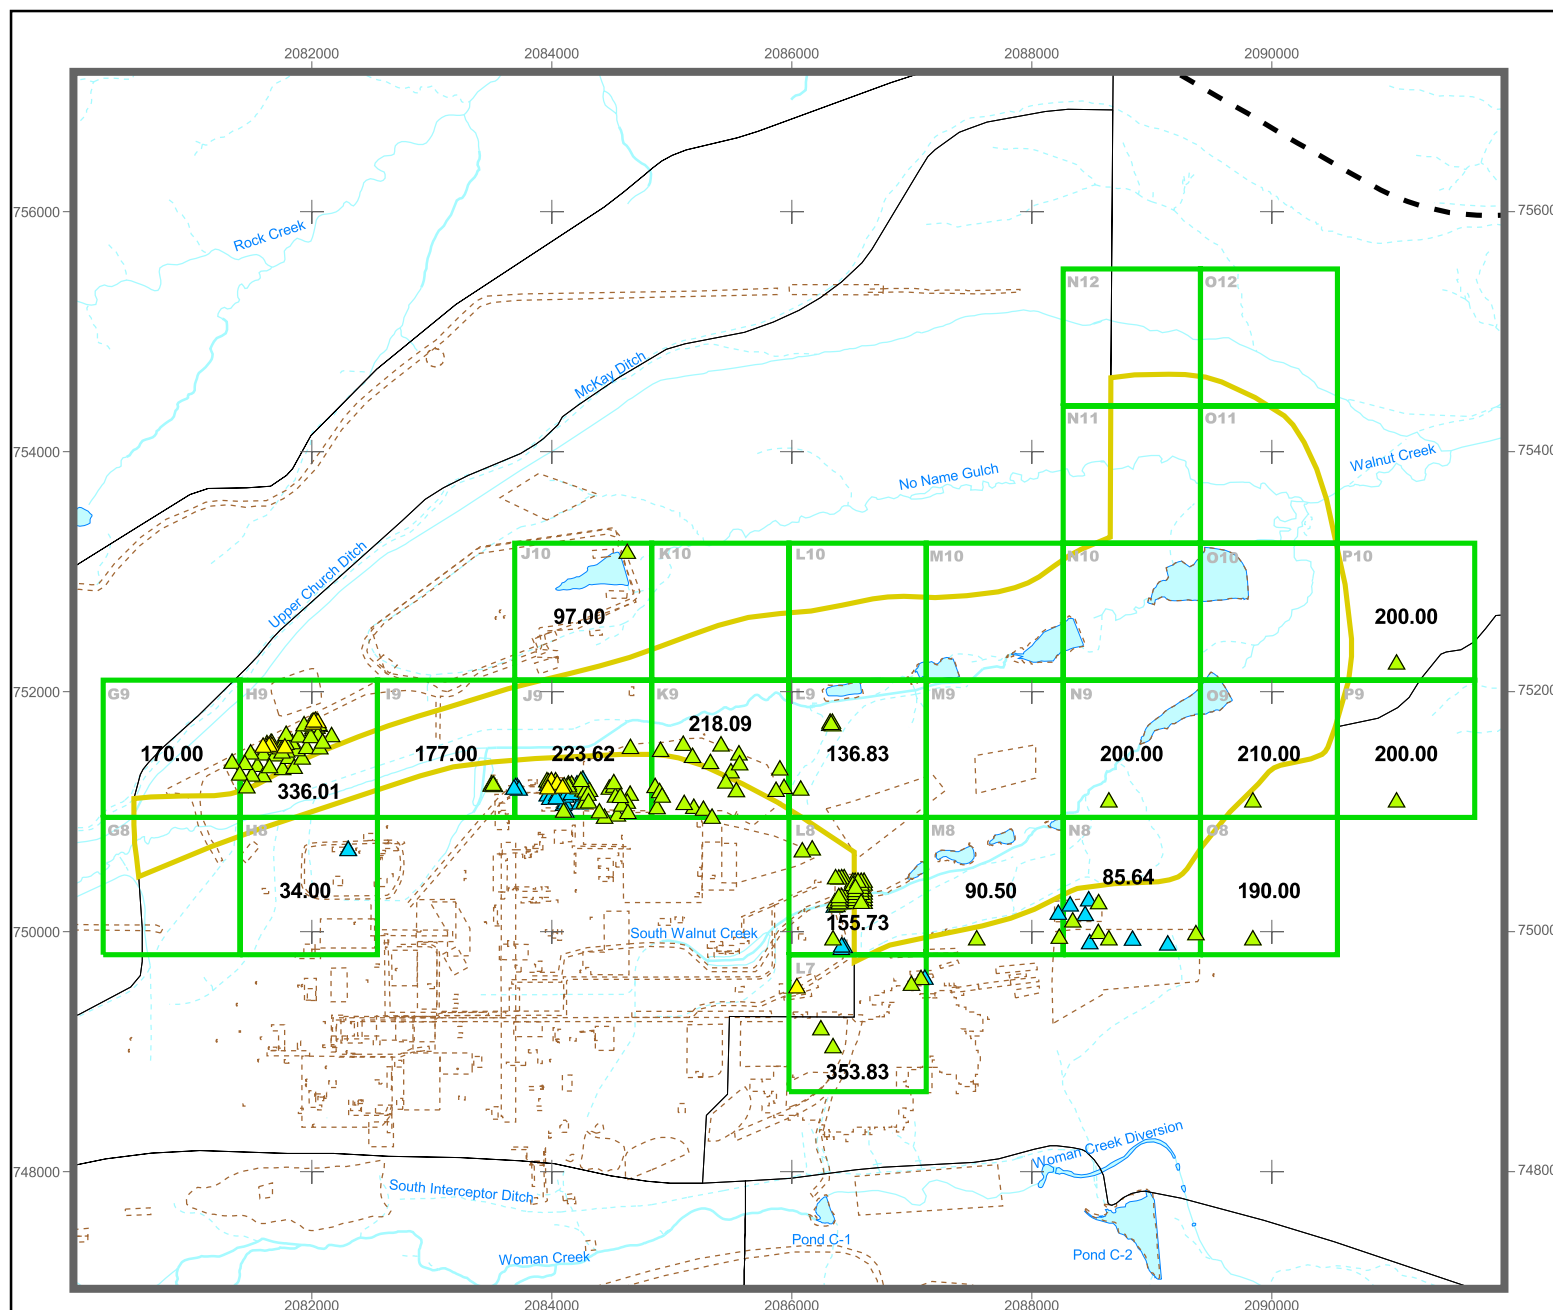 2082000 2084000 2086000 2088000 2090000
756000 75600
Rock Creek
N12 O12
McKay Ditch
N11 O11
754000 75400
Walnut Creek
No Name Gulch
Upper Church Ditch
J10 K10 L10 M10 N10 O10 P10
97.00 200.00
752000 75200
G9 H9 I9 J9 K9 L9 M9 N9 O9 P9
218.09
170.00 177.00 223.62 136.83 200.00 210.00 200.00
336.01
G8 H8 L8 M8 N8 O8
85.64
34.00 90.50 190.00
155.73
750000 75000
South Walnut Creek
L7
353.83
Woman Creek Diversion
748000 74800
South Interceptor Ditch
Pond C-1
Woman Creek Pond C-2
2082000 2084000 2086000 2088000 2090000